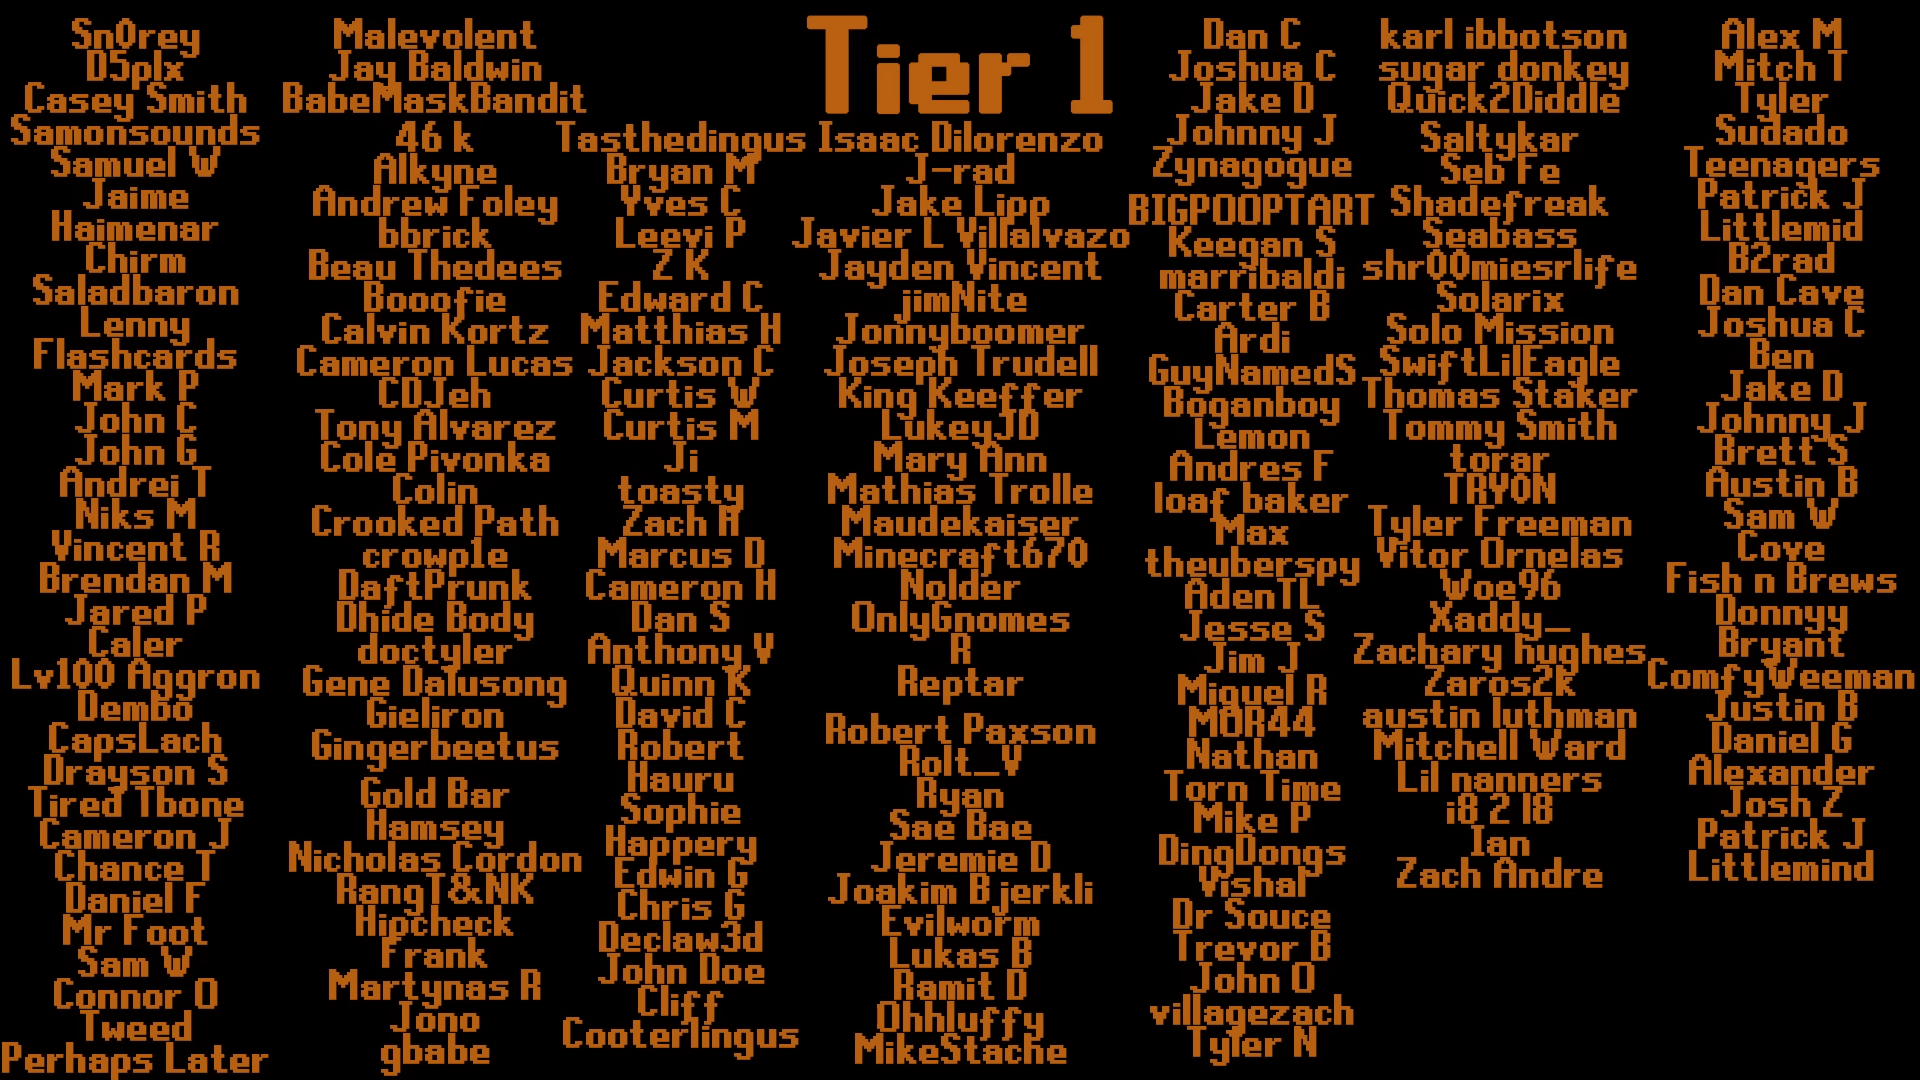 Tier 1
Sn0rey
D5plx
Casey Smith
Samonsounds
Samuel W
Jaime
Haimenar
Chirm
Saladbaron
Lenny
Flashcards
Mark P
John C
John G
Andrei T
Niks M
Vincent R
Brendan M
Jared P
Caler
Lv100 Aggron
Dembo
CapsLach
Drayson S
Tired Tbone
Cameron J
Chance T
Daniel F
Mr Foot
Sam W
Connor O
Tweed
Perhaps Later
Malevolent
Jay Baldwin
BabeMaskBandit
46 k
Alkyne
Andrew Foley
bbrick
Beau Thedees
Booofie
Calvin Kortz
Cameron Lucas
CDJeh
Tony Alvarez
Cole Pivonka
Colin
Crooked Path
crowple
DaftPrunk
Dhide Body
doctyler
Gene Dalusong
Gieliron
Gingerbeetus
Gold Bar
Hamsey
Nicholas Cordon
RangT&NK
Hipcheck
Frank
Martynas R
Jono
gbabe
Tasthedingus
Bryan M
Yves C
Leevi P
Z K
Edward C
Matthias H
Jackson C
Curtis W
Curtis M
Ji
toasty
Zach A
Marcus D
Cameron H
Dan S
Anthony V
Quinn K
David C
Robert
Hauru
Sophie
Happery
Edwin G
Chris G
Declaw3d
John Doe
Cliff
Cooterlingus
Isaac Dilorenzo
J-rad
Jake Lipp
Javier L Villalvazo
Jayden Vincent
jimNite
Jonnyboomer
Joseph Trudell
King Keeffer
LukeyJD
Mary Ann
Mathias Trolle
Maudekaiser
Minecraft670
Nolder
OnlyGnomes
R
Reptar
Robert Paxson
Rolt_V
Ryan
Sae Bae
Jeremie D
Joakim Bjerkli
Evilworm
Lukas B
Ramit D
Ohhluffy
MikeStache
Dan C
Joshua C
Jake D
Johnny J
Zynagogue
BIGPOOPTART
Keegan S
marribaldi
Carter B
Ardi
GuyNamedS
Boganboy
Lemon
Andres F
loaf baker
Max
theuberspy
AdenTL
Jesse S
Jim J
Miguel R
MOR44
Nathan
Torn Time
Mike P
DingDongs
Vishal
Dr Souce
Trevor B
John O
villagezach
Tyler N
karl ibbotson
sugar donkey
Quick2Diddle
Saltykar
Seb Fe
Shadefreak
Seabass
shr00miesrlife
Solarix
Solo Mission
SwiftLilEagle
Thomas Staker
Tommy Smith
torar
TRYON
Tyler Freeman
Vitor Ornelas
Woe96
Xaddy_
Zachary hughes
Zaros2k
austin luthman
Mitchell Ward
Lil nanners
i8 2 18
Ian
Zach Andre
Alex M
Mitch T
Tyler
Sudado
Teenagers
Patrick J
Littlemid
B2rad
Dan Cave
Joshua C
Ben
Jake D
Johnny J
Brett S
Austin B
Sam W
Cove
Fish n Brews
Donnyy
Bryant
ComfyWeeman
Justin B
Daniel G
Alexander
Josh Z
Patrick J
Littlemind